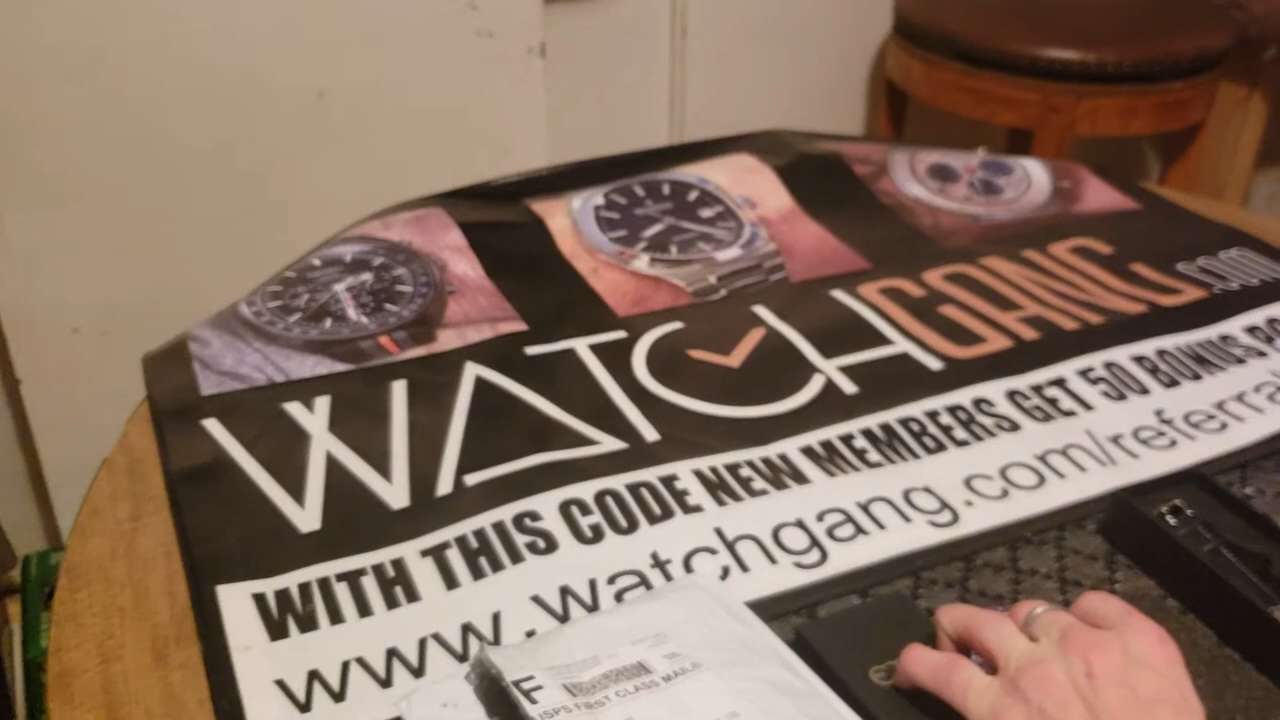 WATCHGANG.com
WITH THIS CODE NEW MEMBERS GET 50 BONUS
www.watchgang.com/referral
F
USPS FIRST CLASS MAIL®